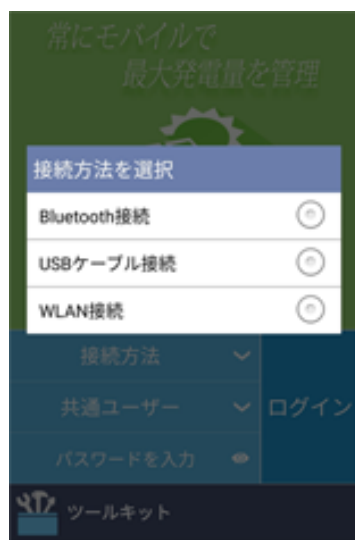 常にモバイルで
最大発電量を管理
接続方法を選択
Bluetooth接続
USBケーブル接続
WLAN接続
接続方法
共通ユーザー
ログイン
パスワードを入力
ツールキット